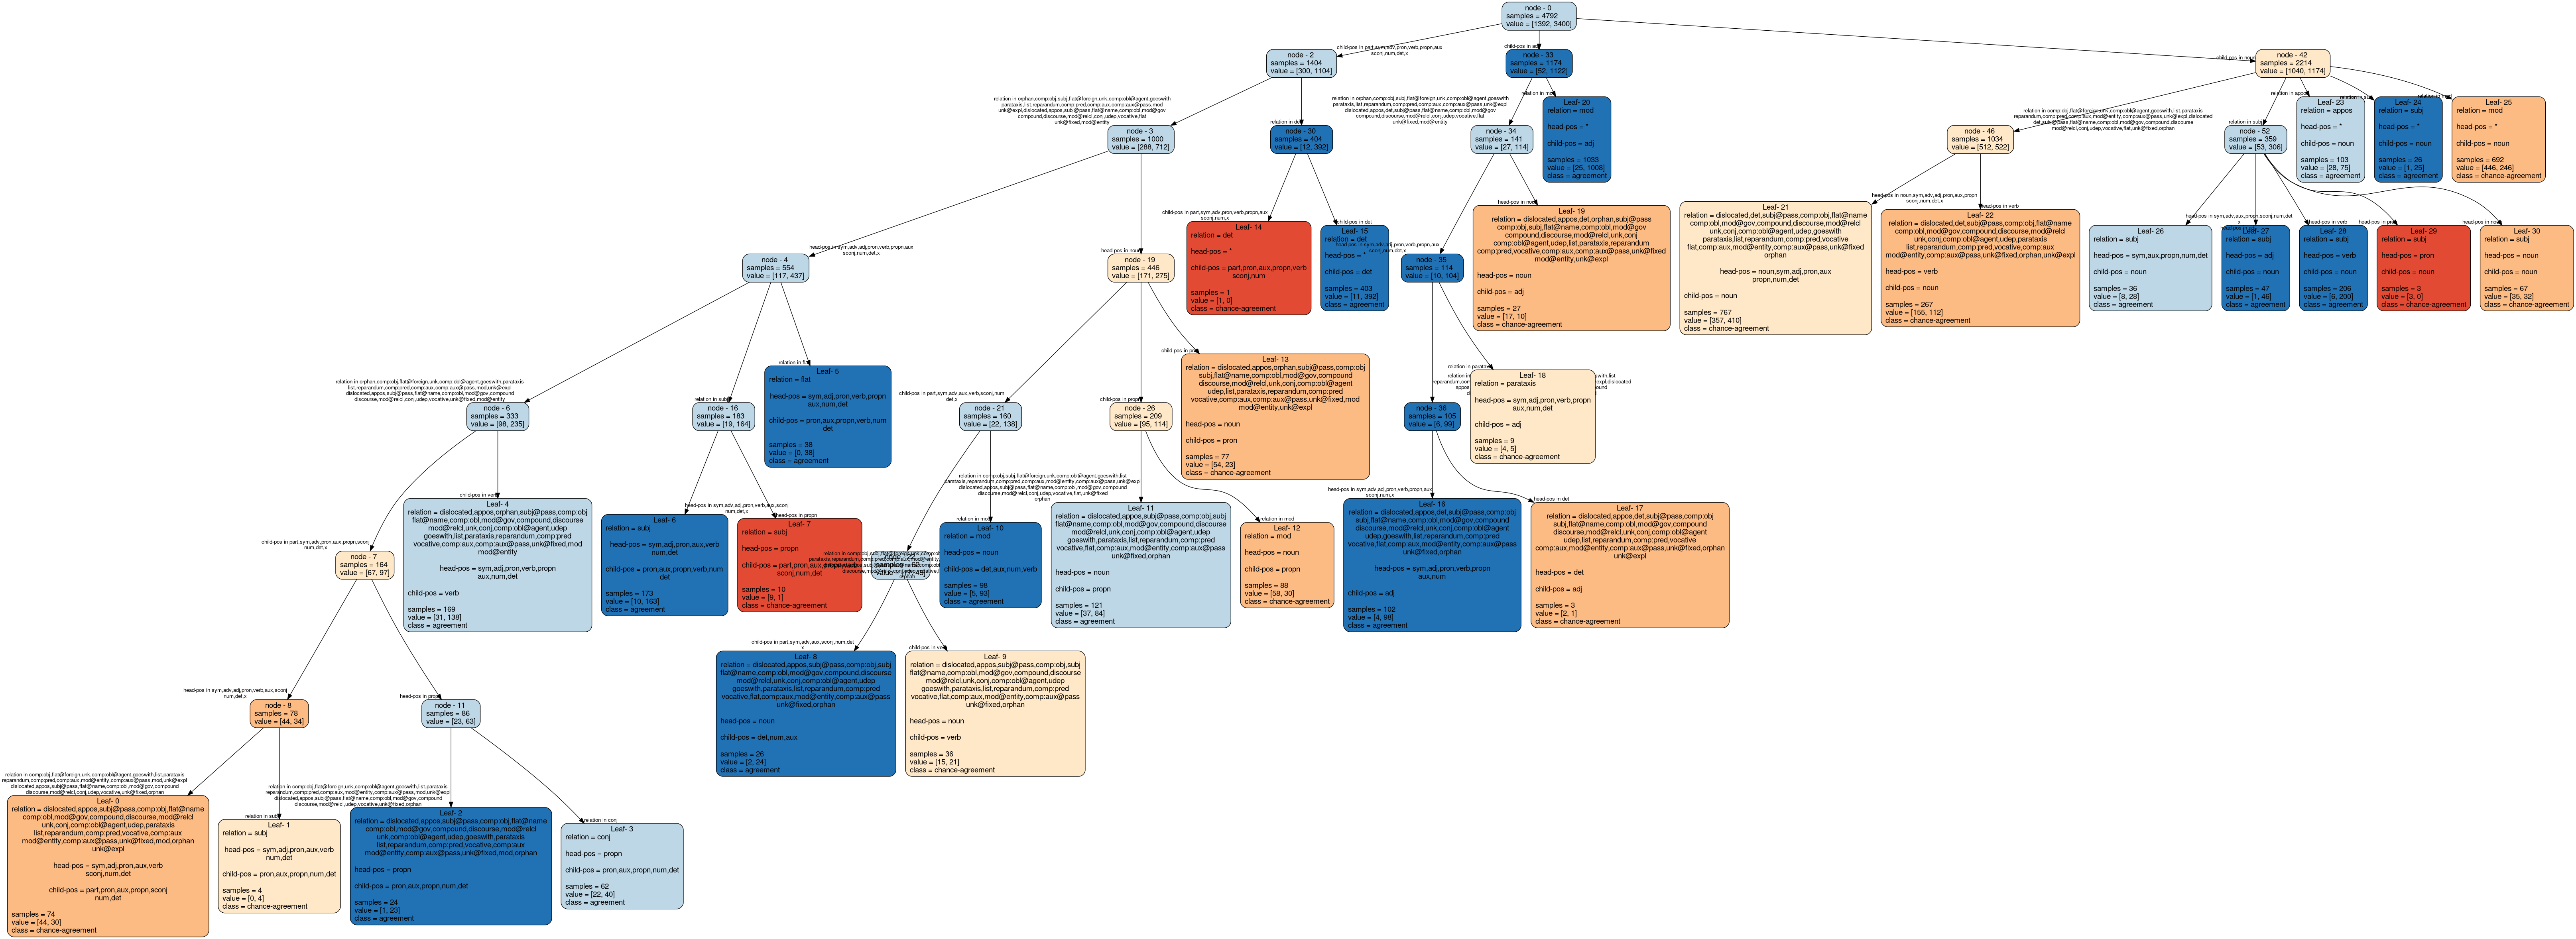 node - 0
samples = 4792
value = [1392, 3400]
child-pos in part,sym,adv,pron,verb,propn,aux
sconj,num,det,x
node - 2
samples = 1404
value = [300, 1104]
node - 33
samples = 1174
value = [52, 1122]
node - 42
samples = 2214
value = [1040, 1174]
relation in orphan,comp:obj,subj,flat@foreign,unk,comp:obl@agent,goeswith
parataxis,list,reparandum,comp:pred,comp:aux,comp:aux@pass,mod
unk@expl,dislocated,appos,subj@pass,flat@name,comp:obl,mod@gov
compound,discourse,mod@relcl,conj,udep,vocative,flat
unk@fixed,mod@entity
node - 3
samples = 1000
value = [288, 712]
node - 30
samples = 404
value = [12, 392]
relation in orphan,comp:obj,subj,flat@foreign,unk,comp:obl@agent,goeswith
parataxis,list,reparandum,comp:pred,comp:aux,comp:aux@pass,unk@expl
dislocated,appos,det,subj@pass,flat@name,comp:obl,mod@gov
compound,discourse,mod@relcl,conj,udep,vocative,flat
unk@fixed,mod@entity
node - 34
samples = 141
value = [27, 114]
Leaf- 20
relation = mod
head-pos = *
child-pos = adj
samples = 1033
value = [25, 1008]
class = agreement
relation in comp:obj,flat@foreign,unk,comp:obl@agent,goeswith,list,parataxis
reparandum,comp:pred,comp:aux,mod@entity,comp:aux@pass,unk@expl,dislocated
det,subj@pass,flat@name,comp:obl,mod@gov,compound,discourse
mod@relcl,conj,udep,vocative,flat,unk@fixed,orphan
node - 46
samples = 1034
value = [512, 522]
node - 52
samples = 359
value = [53, 306]
Leaf- 23
relation = appos
head-pos = *
child-pos = noun
samples = 103
value = [28, 75]
class = agreement
Leaf- 24
relation = subj
head-pos = *
child-pos = noun
samples = 26
value = [1, 25]
class = agreement
Leaf- 25
relation = mod
head-pos = *
child-pos = noun
samples = 692
value = [446, 246]
class = chance-agreement
head-pos in sym,adv,adj,pron,verb,propn,aux
sconj,num,det,x
node - 4
samples = 554
value = [117, 437]
node - 19
samples = 446
value = [171, 275]
child-pos in part,sym,adv,pron,verb,propn,aux
sconj,num,x
Leaf- 14
relation = det
head-pos = *
child-pos = part,pron,aux,propn,verb
sconj,num
samples = 1
value = [1, 0]
class = chance-agreement
child-pos in det
Leaf- 15
relation = det
head-pos = *
child-pos = det
samples = 403
value = [11, 392]
class = agreement
head-pos in sym,adv,adj,pron,verb,propn,aux
sconj,num,det,x
node - 35
samples = 114
value = [10, 104]
Leaf- 19
relation = dislocated,appos,det,orphan,subj@pass
comp:obj,subj,flat@name,comp:obl,mod@gov
compound,discourse,mod@relcl,unk,conj
comp:obl@agent,udep,list,parataxis,reparandum
comp:pred,vocative,comp:aux,comp:aux@pass,unk@fixed
mod@entity,unk@expl
head-pos = noun
child-pos = adj
samples = 27
value = [17, 10]
class = chance-agreement
head-pos in noun,sym,adv,adj,pron,aux,propn
sconj,num,det,x
Leaf- 21
relation = dislocated,det,subj@pass,comp:obj,flat@name
comp:obl,mod@gov,compound,discourse,mod@relcl
unk,conj,comp:obl@agent,udep,goeswith
parataxis,list,reparandum,comp:pred,vocative
flat,comp:aux,mod@entity,comp:aux@pass,unk@fixed
orphan
head-pos = noun,sym,adj,pron,aux
propn,num,det
child-pos = noun
samples = 767
value = [357, 410]
class = chance-agreement
head-pos in verb
Leaf- 22
relation = dislocated,det,subj@pass,comp:obj,flat@name
comp:obl,mod@gov,compound,discourse,mod@relcl
unk,conj,comp:obl@agent,udep,parataxis
list,reparandum,comp:pred,vocative,comp:aux
mod@entity,comp:aux@pass,unk@fixed,orphan,unk@expl
head-pos = verb
child-pos = noun
samples = 267
value = [155, 112]
class = chance-agreement
head-pos in sym,adv,aux,propn,sconj,num,det
x
Leaf- 26
relation = subj
head-pos = sym,aux,propn,num,det
child-pos = noun
samples = 36
value = [8, 28]
class = agreement
Leaf- 27
relation = subj
head-pos = adj
child-pos = noun
samples = 47
value = [1, 46]
class = agreement
head-pos in verb
Leaf- 28
relation = subj
head-pos = verb
child-pos = noun
samples = 206
value = [6, 200]
class = agreement
Leaf- 29
relation = subj
head-pos = pron
child-pos = noun
samples = 3
value = [3, 0]
class = chance-agreement
Leaf- 30
relation = subj
head-pos = noun
child-pos = noun
samples = 67
value = [35, 32]
class = chance-agreement
relation in orphan,comp:obj,flat@foreign,unk,comp:obl@agent,goeswith,parataxis
list,reparandum,comp:pred,comp:aux,comp:aux@pass,mod,unk@expl
dislocated,appos,subj@pass,flat@name,comp:obl,mod@gov,compound
discourse,mod@relcl,conj,udep,vocative,unk@fixed,mod@entity
node - 6
samples = 333
value = [98, 235]
node - 16
samples = 183
value = [19, 164]
Leaf- 5
relation = flat
head-pos = sym,adj,pron,verb,propn
aux,num,det
child-pos = pron,aux,propn,verb,num
det
samples = 38
value = [0, 38]
class = agreement
child-pos in part,sym,adv,aux,verb,sconj,num
det,x
node - 21
samples = 160
value = [22, 138]
node - 26
samples = 209
value = [95, 114]
Leaf- 13
relation = dislocated,appos,orphan,subj@pass,comp:obj
subj,flat@name,comp:obl,mod@gov,compound
discourse,mod@relcl,unk,conj,comp:obl@agent
udep,list,parataxis,reparandum,comp:pred
vocative,comp:aux,comp:aux@pass,unk@fixed,mod
mod@entity,unk@expl
head-pos = noun
child-pos = pron
samples = 77
value = [54, 23]
class = chance-agreement
node - 36
samples = 105
value = [6, 99]
Leaf- 18
relation = parataxis
head-pos = sym,adj,pron,verb,propn
aux,num,det
child-pos = adj
samples = 9
value = [4, 5]
class = chance-agreement
child-pos in part,sym,adv,pron,aux,propn,sconj
num,det,x
node - 7
samples = 164
value = [67, 97]
child-pos in verb
Leaf- 4
relation = dislocated,appos,orphan,subj@pass,comp:obj
flat@name,comp:obl,mod@gov,compound,discourse
mod@relcl,unk,conj,comp:obl@agent,udep
goeswith,list,parataxis,reparandum,comp:pred
vocative,comp:aux,comp:aux@pass,unk@fixed,mod
mod@entity
head-pos = sym,adj,pron,verb,propn
aux,num,det
child-pos = verb
samples = 169
value = [31, 138]
class = agreement
Leaf- 6
relation = subj
head-pos = sym,adj,pron,aux,verb
num,det
child-pos = pron,aux,propn,verb,num
det
samples = 173
value = [10, 163]
class = agreement
head-pos in sym,adv,adj,pron,verb,aux,sconj
num,det,x
head-pos in propn
Leaf- 7
relation = subj
head-pos = propn
child-pos = part,pron,aux,propn,verb
sconj,num,det
samples = 10
value = [9, 1]
class = chance-agreement
relation in comp:obj,subj,flat@foreign,unk,comp:obl@agent,goeswith,list
parataxis,reparandum,comp:pred,comp:aux,mod@entity,comp:aux@pass,unk@expl
dislocated,appos,subj@pass,flat@name,comp:obl,mod@gov,compound
discourse,mod@relcl,conj,udep,vocative,flat,unk@fixed
orphan
relation in mod
Leaf- 10
relation = mod
head-pos = noun
child-pos = det,aux,num,verb
samples = 98
value = [5, 93]
class = agreement
Leaf- 11
relation = dislocated,appos,subj@pass,comp:obj,subj
flat@name,comp:obl,mod@gov,compound,discourse
mod@relcl,unk,conj,comp:obl@agent,udep
goeswith,parataxis,list,reparandum,comp:pred
vocative,flat,comp:aux,mod@entity,comp:aux@pass
unk@fixed,orphan
head-pos = noun
child-pos = propn
samples = 121
value = [37, 84]
class = agreement
relation in mod
Leaf- 12
relation = mod
head-pos = noun
child-pos = propn
samples = 88
value = [58, 30]
class = chance-agreement
head-pos in sym,adv,adj,pron,verb,propn,aux
sconj,num,x
Leaf- 16
relation = dislocated,appos,det,subj@pass,comp:obj
subj,flat@name,comp:obl,mod@gov,compound
discourse,mod@relcl,unk,conj,comp:obl@agent
udep,goeswith,list,parataxis,reparandum,comp:pred
vocative,flat,comp:aux,mod@entity,comp:aux@pass
unk@fixed,orphan
head-pos = sym,adj,pron,verb,propn
aux,num
child-pos = adj
samples = 102
value = [4, 98]
class = agreement
head-pos in det
Leaf- 17
relation = dislocated,appos,det,subj@pass,comp:obj
subj,flat@name,comp:obl,mod@gov,compound
discourse,mod@relcl,unk,conj,comp:obl@agent
udep,list,parataxis,reparandum,comp:pred,vocative
comp:aux,mod@entity,comp:aux@pass,unk@fixed,orphan
unk@expl
head-pos = det
child-pos = adj
samples = 3
value = [2, 1]
class = chance-agreement
head-pos in sym,adv,adj,pron,verb,aux,sconj
num,det,x
node - 8
samples = 78
value = [44, 34]
node - 11
samples = 86
value = [23, 63]
child-pos in part,sym,adv,aux,sconj,num,det
x
Leaf- 8
relation = dislocated,appos,subj@pass,comp:obj,subj
flat@name,comp:obl,mod@gov,compound,discourse
mod@relcl,unk,conj,comp:obl@agent,udep
goeswith,parataxis,list,reparandum,comp:pred
vocative,flat,comp:aux,mod@entity,comp:aux@pass
unk@fixed,orphan
head-pos = noun
child-pos = det,num,aux
samples = 26
value = [2, 24]
class = agreement
Leaf- 9
relation = dislocated,appos,subj@pass,comp:obj,subj
flat@name,comp:obl,mod@gov,compound,discourse
mod@relcl,unk,conj,comp:obl@agent,udep
goeswith,parataxis,list,reparandum,comp:pred
vocative,flat,comp:aux,mod@entity,comp:aux@pass
unk@fixed,orphan
head-pos = noun
child-pos = verb
samples = 36
value = [15, 21]
class = chance-agreement
relation in comp:obj,flat@foreign,unk,comp:obl@agent,goeswith,list,parataxis
reparandum,comp:pred,comp:aux,mod@entity,comp:aux@pass,mod,unk@expl
dislocated,appos,subj@pass,flat@name,comp:obl,mod@gov,compound
discourse,mod@relcl,conj,udep,vocative,unk@fixed,orphan
Leaf- 0
relation = dislocated,appos,subj@pass,comp:obj,flat@name
comp:obl,mod@gov,compound,discourse,mod@relcl
unk,conj,comp:obl@agent,udep,parataxis
list,reparandum,comp:pred,vocative,comp:aux
mod@entity,comp:aux@pass,unk@fixed,mod,orphan
unk@expl
head-pos = sym,adj,pron,aux,verb
sconj,num,det
child-pos = part,pron,aux,propn,sconj
num,det
samples = 74
value = [44, 30]
class = chance-agreement
Leaf- 1
relation = subj
head-pos = sym,adj,pron,aux,verb
num,det
child-pos = pron,aux,propn,num,det
samples = 4
value = [0, 4]
class = chance-agreement
relation in comp:obj,flat@foreign,unk,comp:obl@agent,goeswith,list,parataxis
reparandum,comp:pred,comp:aux,mod@entity,comp:aux@pass,mod,unk@expl
dislocated,appos,subj@pass,flat@name,comp:obl,mod@gov,compound
discourse,mod@relcl,udep,vocative,flat,unk@fixed,orphan
Leaf- 2
relation = dislocated,appos,subj@pass,comp:obj,flat@name
comp:obl,mod@gov,compound,discourse,mod@relcl
unk,comp:obl@agent,udep,goeswith,parataxis
list,reparandum,comp:pred,vocative,comp:aux
mod@entity,comp:aux@pass,unk@fixed,mod,orphan
head-pos = propn
child-pos = pron,aux,propn,num,det
samples = 24
value = [1, 23]
class = agreement
relation in conj
Leaf- 3
relation = conj
head-pos = propn
child-pos = pron,aux,propn,num,det
samples = 62
value = [22, 40]
class = agreement